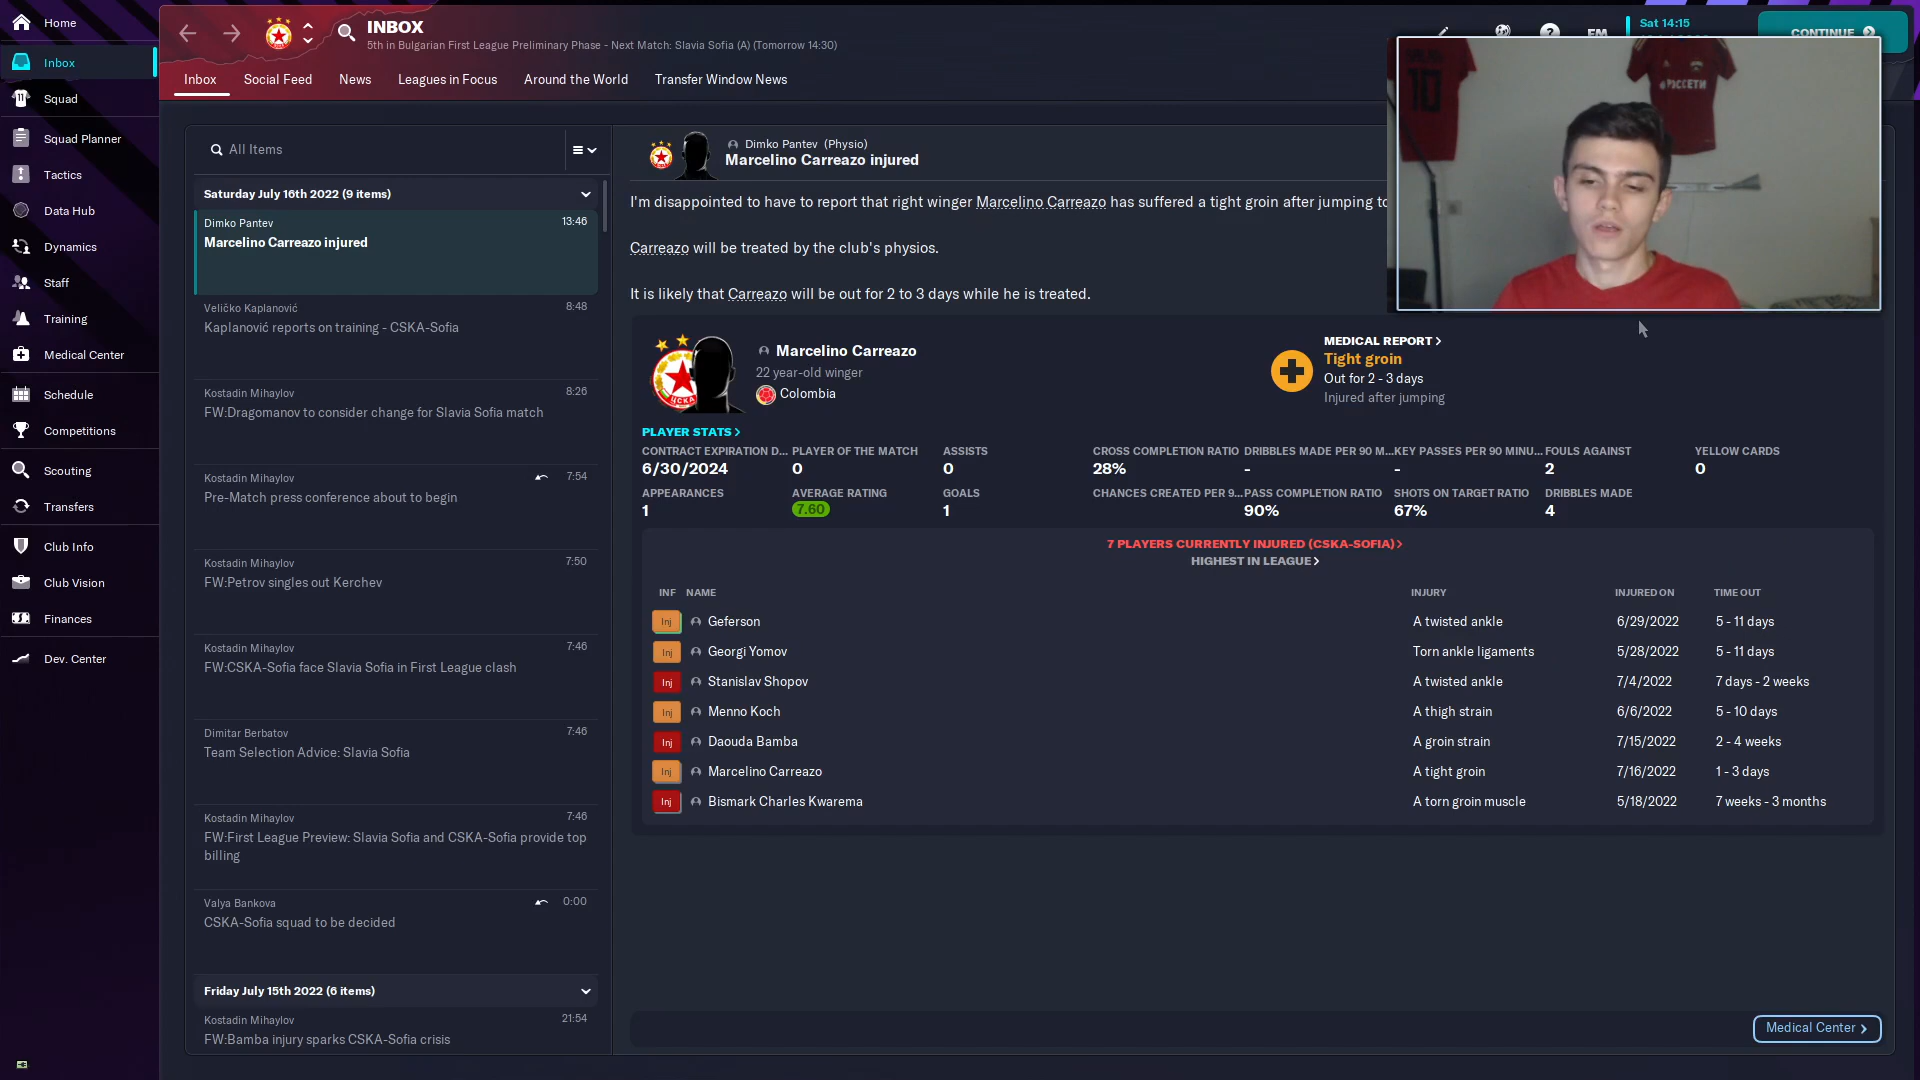 Home
Inbox
Squad
Squad Planner
Tactics
Data Hub
Dynamics
Staff
Training
Medical Center
Schedule
Competitions
Scouting
Transfers
Club Info
Club Vision
Finances
Dev. Center
INBOX
5th in Bulgarian First League Preliminary Phase - Next Match: Slavia Sofia (A) (Tomorrow 14:30)
FM
Sat 14:15
CONTINUE
Inbox Social Feed News Leagues in Focus Around the World Transfer Window News
All Items
Saturday July 16th 2022 (9 items)
Dimko Pantev 13:46
Marcelino Carreazo injured
Veličko Kaplanović 8:48
Kaplanović reports on training - CSKA-Sofia
Kostadin Mihaylov 8:26
FW:Dragomanov to consider change for Slavia Sofia match
Kostadin Mihaylov 7:54
Pre-Match press conference about to begin
Kostadin Mihaylov 7:50
FW:Petrov singles out Kerchev
Kostadin Mihaylov 7:46
FW:CSKA-Sofia face Slavia Sofia in First League clash
Dimitar Berbatov 7:46
Team Selection Advice: Slavia Sofia
Kostadin Mihaylov 7:46
FW:First League Preview: Slavia Sofia and CSKA-Sofia provide top
billing
Valya Bankova 0:00
CSKA-Sofia squad to be decided
Friday July 15th 2022 (6 items)
Kostadin Mihaylov 21:54
FW:Bamba injury sparks CSKA-Sofia crisis
Dimko Pantev (Physio)
Marcelino Carreazo injured
I'm disappointed to have to report that right winger Marcelino Carreazo has suffered a tight groin after jumping to
Carreazo will be treated by the club's physios.
It is likely that Carreazo will be out for 2 to 3 days while he is treated.
10
РОССЕТИ
ЦСКА
Marcelino Carreazo
22 year-old winger
Colombia
MEDICAL REPORT
Tight groin
Out for 2 - 3 days
Injured after jumping
PLAYER STATS
CONTRACT EXPIRATION D... PLAYER OF THE MATCH ASSISTS CROSS COMPLETION RATIO DRIBBLES MADE PER 90 M... KEY PASSES PER 90 MINU... FOULS AGAINST YELLOW CARDS
6/30/2024 0 0 28% - - 2 0
APPEARANCES AVERAGE RATING GOALS CHANCES CREATED PER 9... PASS COMPLETION RATIO SHOTS ON TARGET RATIO DRIBBLES MADE
1 7.60 1 90% 67% 4
7 PLAYERS CURRENTLY INJURED (CSKA-SOFIA)
HIGHEST IN LEAGUE
INF NAME INJURY INJURED ON TIME OUT
Inj Geferson A twisted ankle 6/29/2022 5 - 11 days
Inj Georgi Yomov Torn ankle ligaments 5/28/2022 5 - 11 days
Inj Stanislav Shopov A twisted ankle 7/4/2022 7 days - 2 weeks
Inj Menno Koch A thigh strain 6/6/2022 5 - 10 days
Inj Daouda Bamba A groin strain 7/15/2022 2 - 4 weeks
Inj Marcelino Carreazo A tight groin 7/16/2022 1 - 3 days
Inj Bismark Charles Kwarema A torn groin muscle 5/18/2022 7 weeks - 3 months
Medical Center